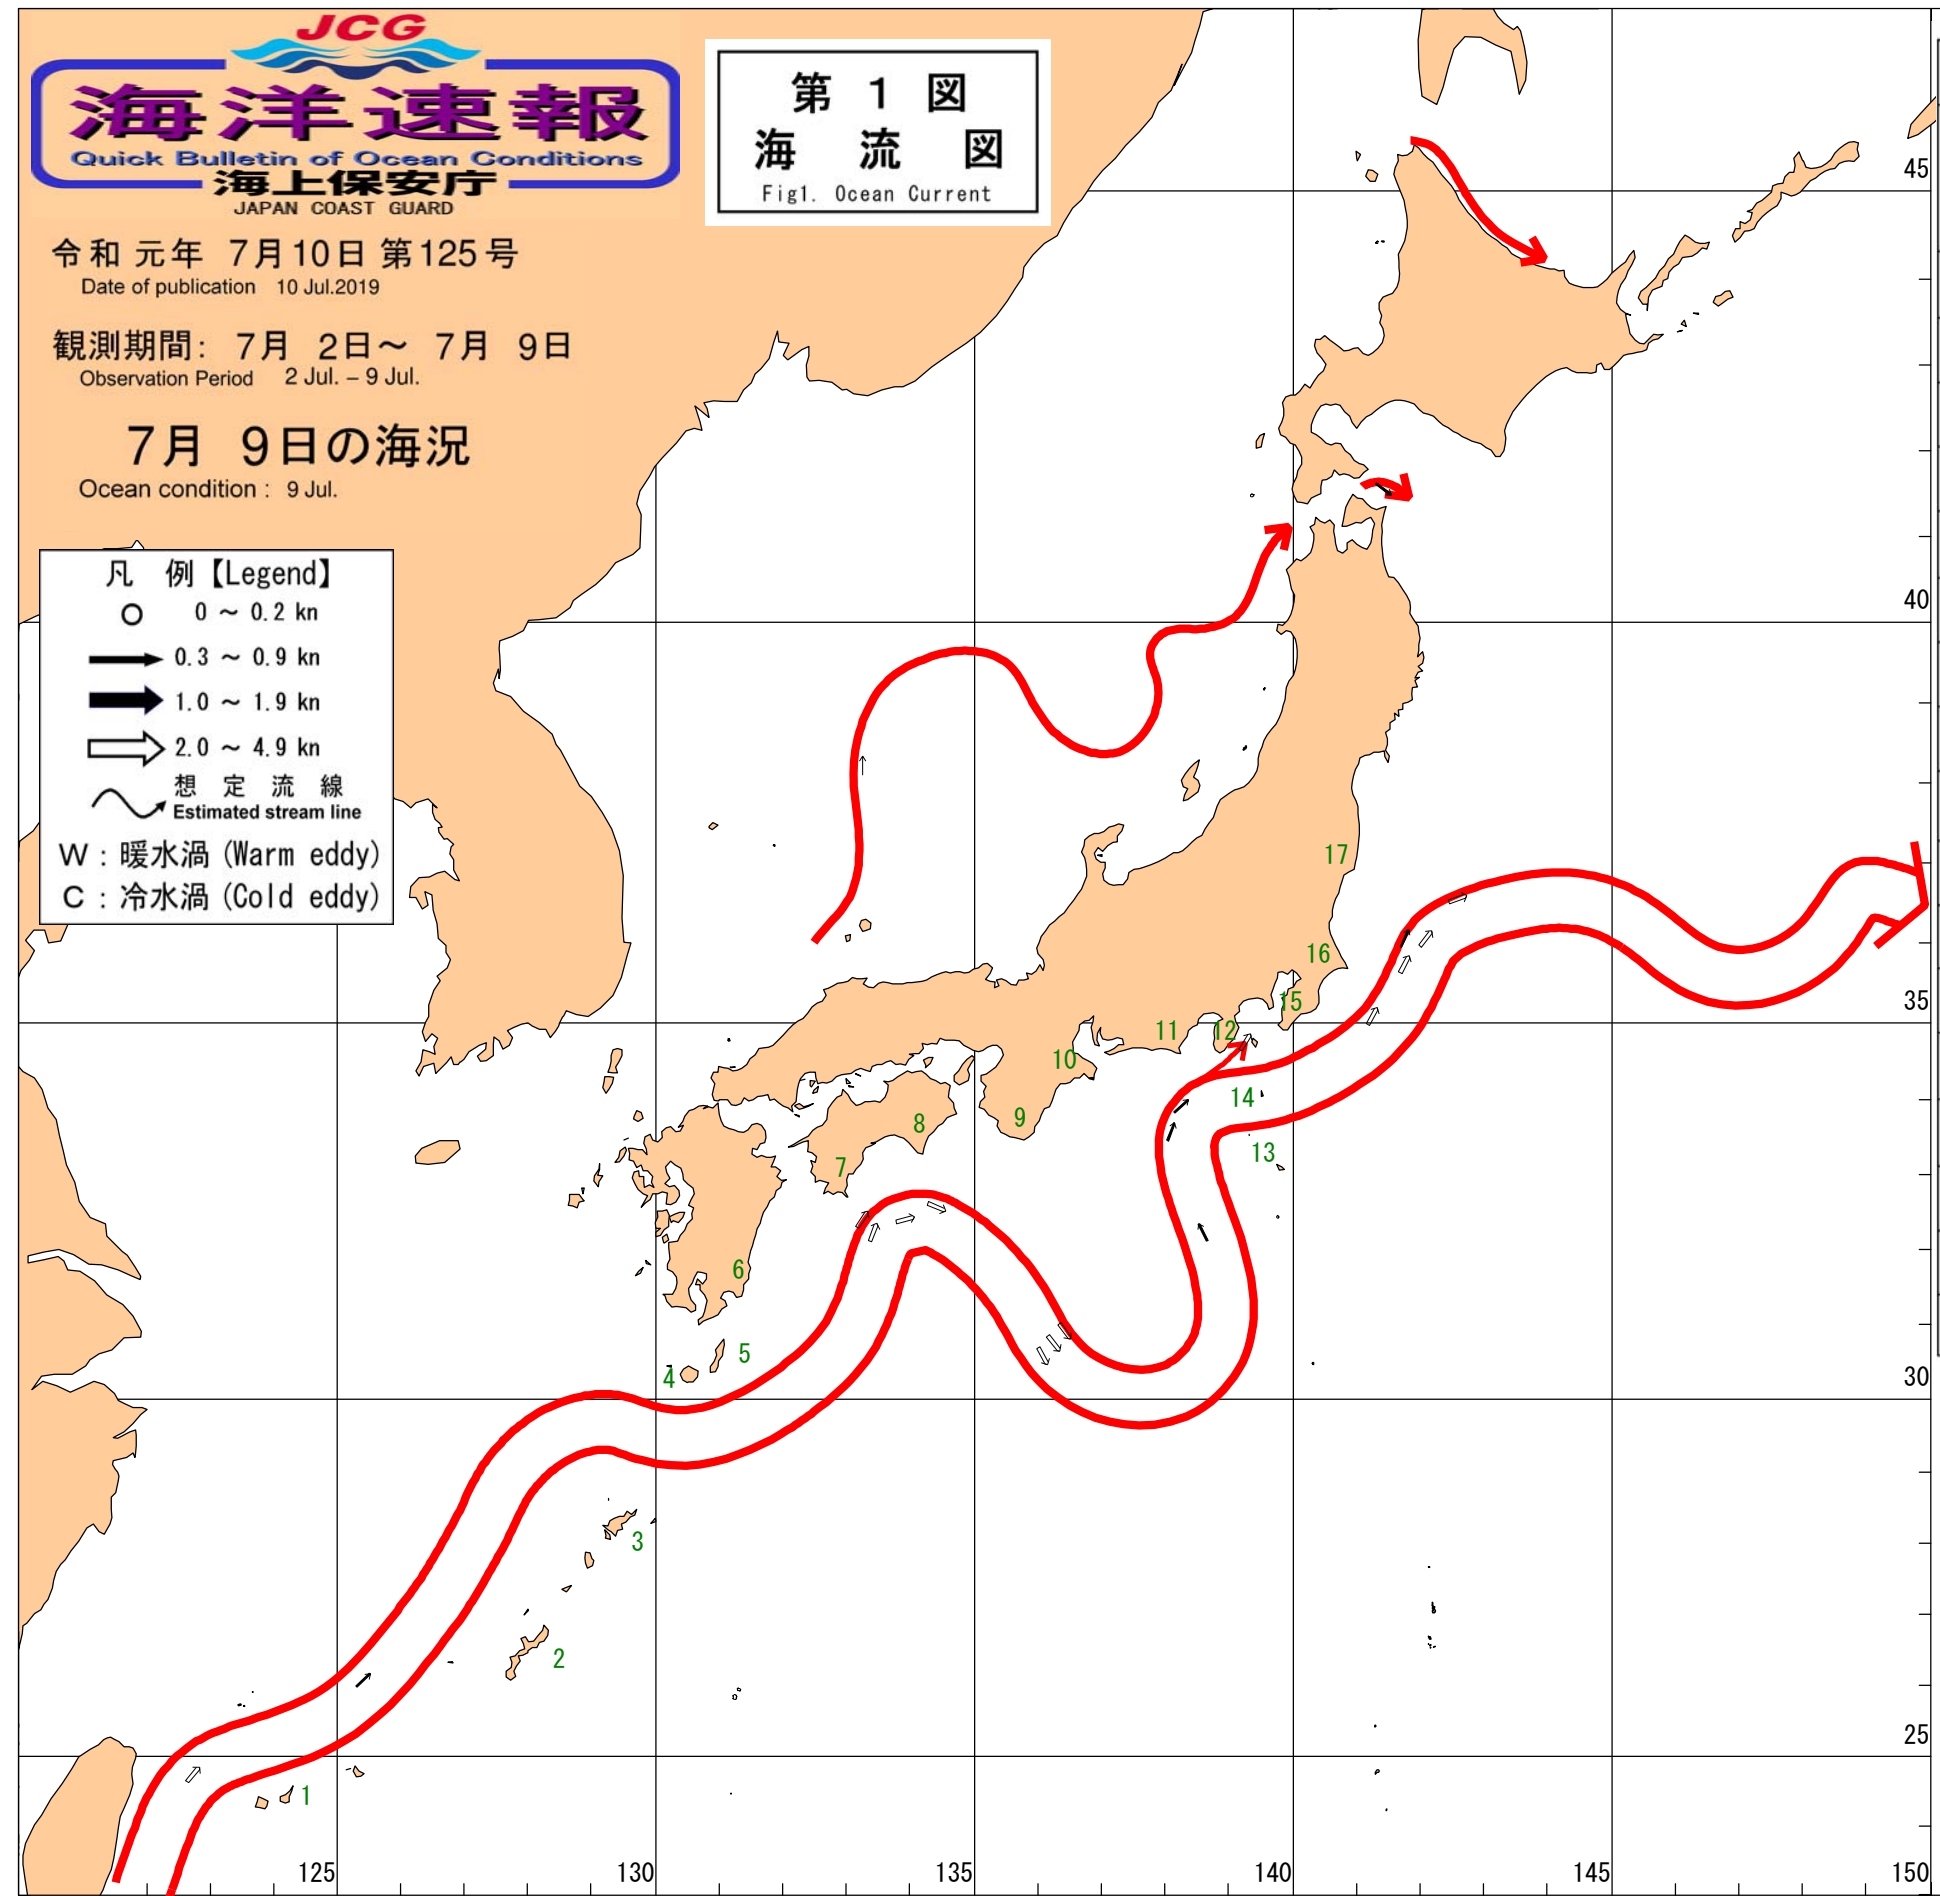 JCG
海洋速報
Quick Bulletin of Ocean Conditions
海上保安庁
JAPAN COAST GUARD
第 1 図
海 流 図
Fig1. Ocean Current
令和 元年 7月10日 第125号
Date of publication 10 Jul.2019
観測期間: 7月 2日～ 7月 9日
Observation Period 2 Jul. – 9 Jul.
7月 9日の海況
Ocean condition : 9 Jul.
凡 例【Legend】
0 ～ 0.2 kn
0.3 ～ 0.9 kn
1.0 ～ 1.9 kn
2.0 ～ 4.9 kn
想 定 流 線
Estimated stream line
W : 暖水渦 (Warm eddy)
C : 冷水渦 (Cold eddy)
45
40
35
30
25
17
16
15
12
11
10
14
9
8
13
7
6
5
4
3
2
1
125
130
135
140
145
150